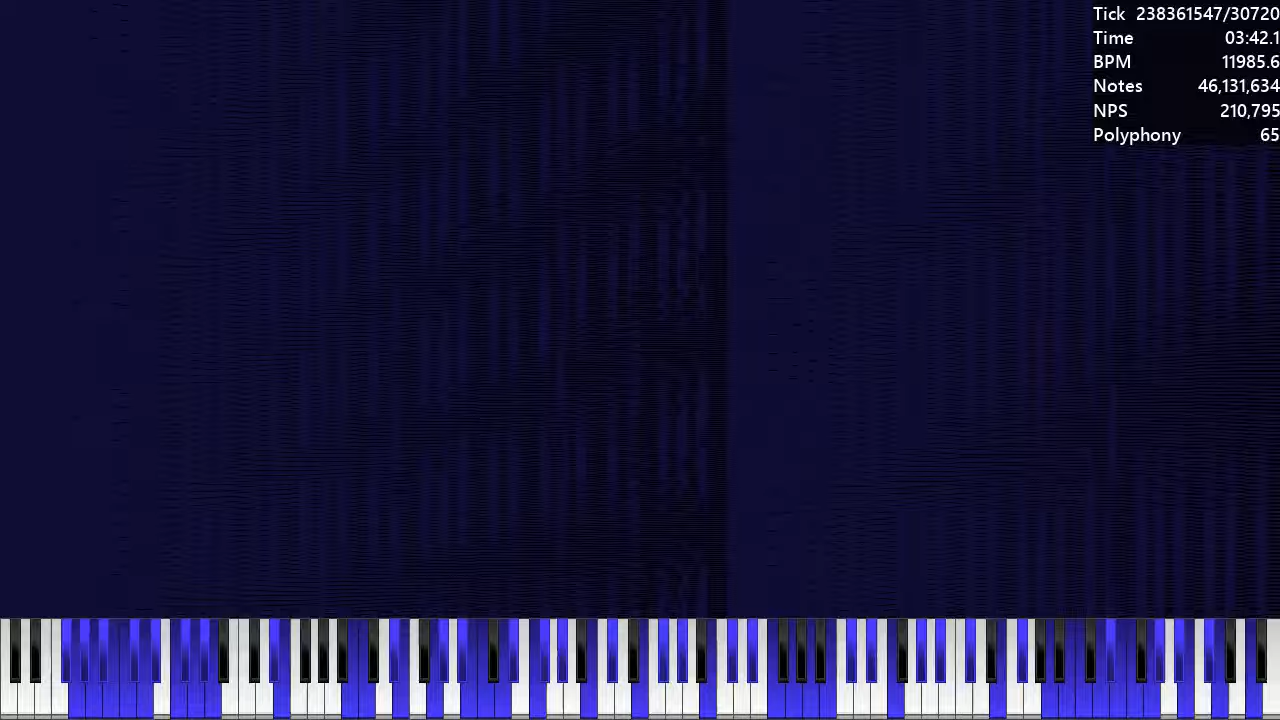 Tick 238361547/30720
Time 03:42.1
BPM 11985.6
Notes 46,131,634
NPS 210,795
Polyphony 65